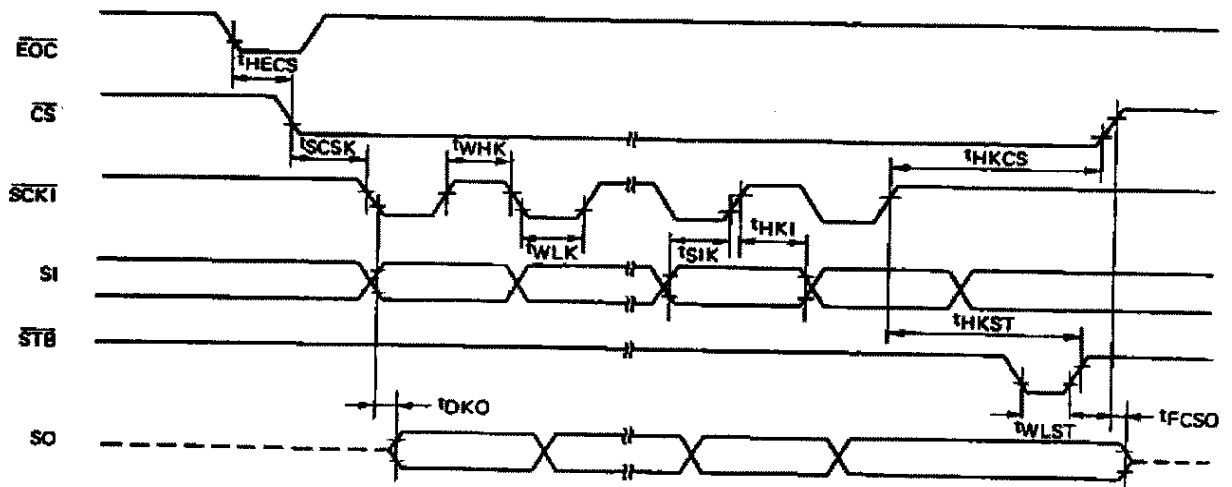 EOC
tHECS
CS
tSCSK
tWHK
tHKCS
SCKI
tWLK
tSIK
tHKI
SI
tHKST
STB
tDKO
tWLST
tFCSO
SO